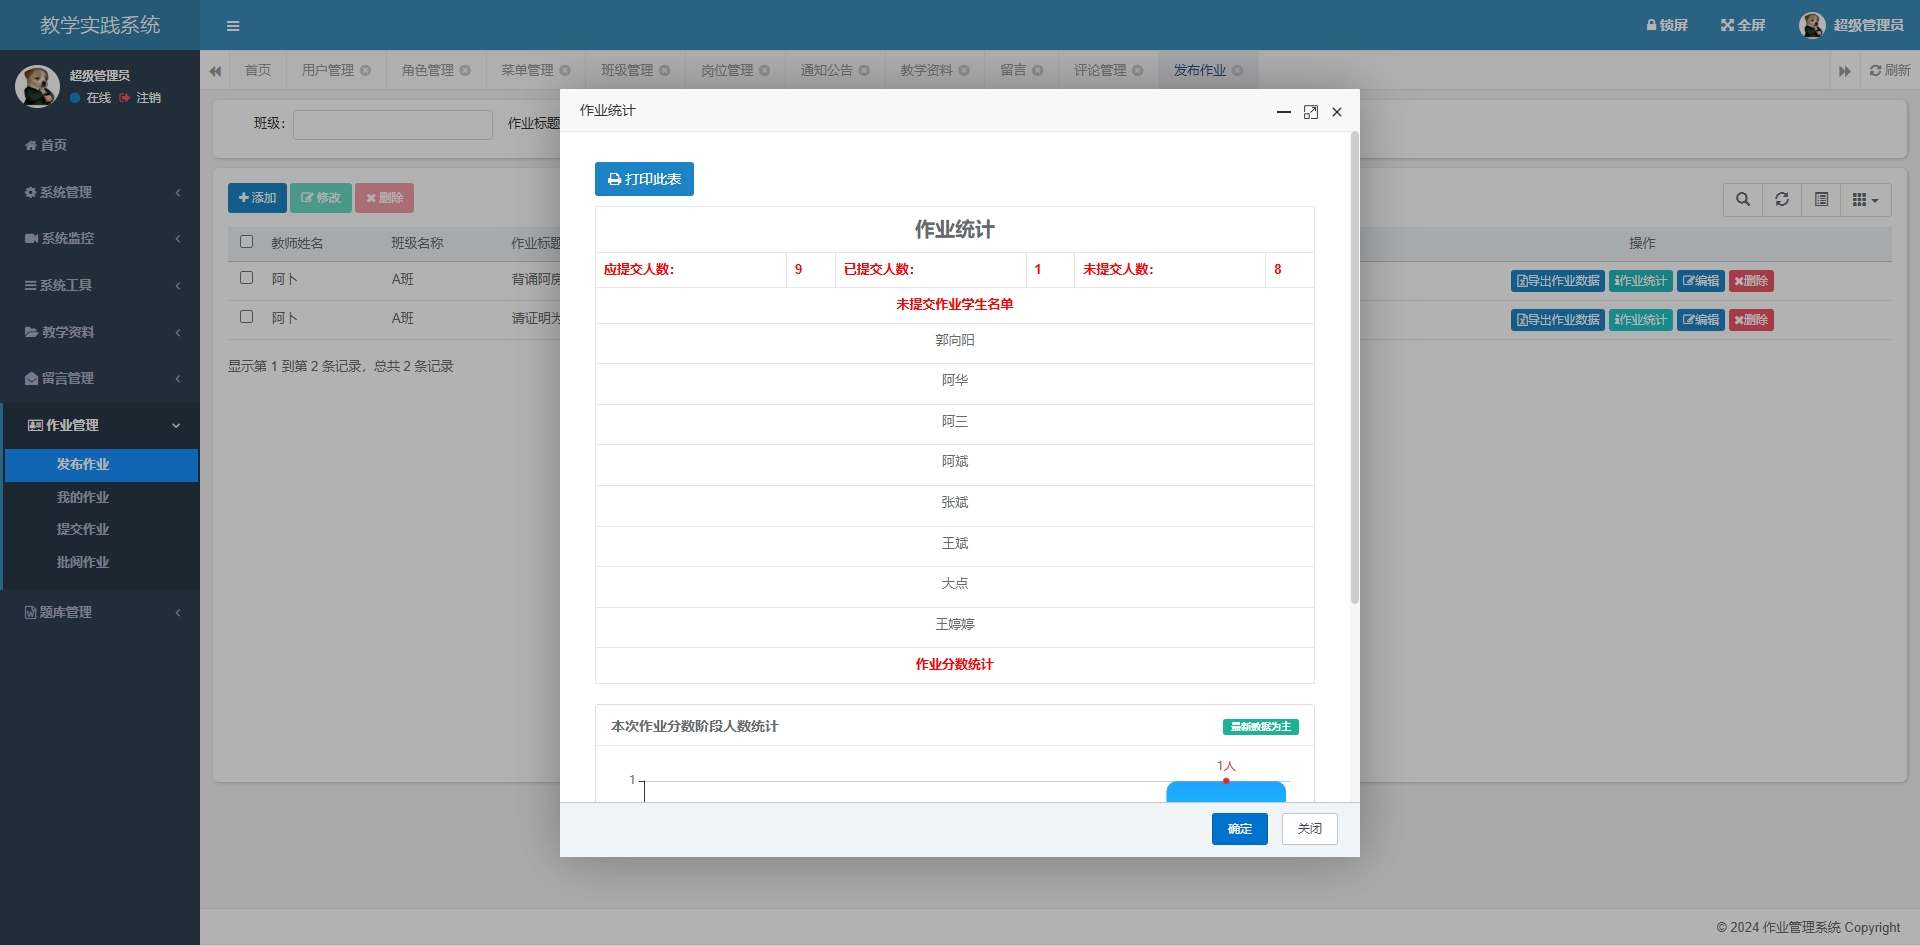 教学实践系统
锁屏 全屏 超级管理员
超级管理员
在线 注销
首页 用户管理 角色管理 菜单管理 班级管理 岗位管理 通知公告 教学资料 留言 评论管理 发布作业 刷新
首页
系统管理
系统监控
系统工具
教学资料
留言管理
作业管理
发布作业
我的作业
提交作业
批阅作业
题库管理
班级： 作业标题
添加 修改 删除
教师姓名 班级名称 作业标题 操作
阿卜 A班 背诵阿房 导出作业数据 作业统计 编辑 删除
阿卜 A班 请证明为 导出作业数据 作业统计 编辑 删除
显示第 1 到第 2 条记录，总共 2 条记录
作业统计
打印此表
作业统计
应提交人数： 9 已提交人数： 1 未提交人数： 8
未提交作业学生名单
郭向阳
阿华
阿三
阿斌
张斌
王斌
大点
王婷婷
作业分数统计
本次作业分数阶段人数统计 最新数据为主
1人
1
确定 关闭
© 2024 作业管理系统 Copyright